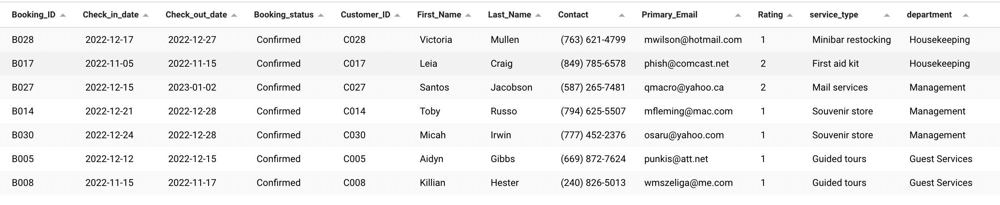 Booking_ID Check_in_date Check_out_date Booking_status Customer_ID First_Name Last_Name Contact Primary_Email Rating service_type department
B028 2022-12-17 2022-12-27 Confirmed C028 Victoria Mullen (763) 621-4799 mwilson@hotmail.com 1 Minibar restocking Housekeeping
B017 2022-11-05 2022-11-15 Confirmed C017 Leia Craig (849) 785-6578 phish@comcast.net 2 First aid kit Housekeeping
B027 2022-12-15 2023-01-02 Confirmed C027 Santos Jacobson (587) 265-7481 qmacro@yahoo.ca 2 Mail services Management
B014 2022-12-21 2022-12-28 Confirmed C014 Toby Russo (794) 625-5507 mfleming@mac.com 1 Souvenir store Management
B030 2022-12-24 2022-12-28 Confirmed C030 Micah Irwin (777) 452-2376 osaru@yahoo.com 1 Souvenir store Management
B005 2022-12-12 2022-12-15 Confirmed C005 Aidyn Gibbs (669) 872-7624 punkis@att.net 1 Guided tours Guest Services
B008 2022-11-15 2022-11-17 Confirmed C008 Killian Hester (240) 826-5013 wmszeliga@me.com 1 Guided tours Guest Services